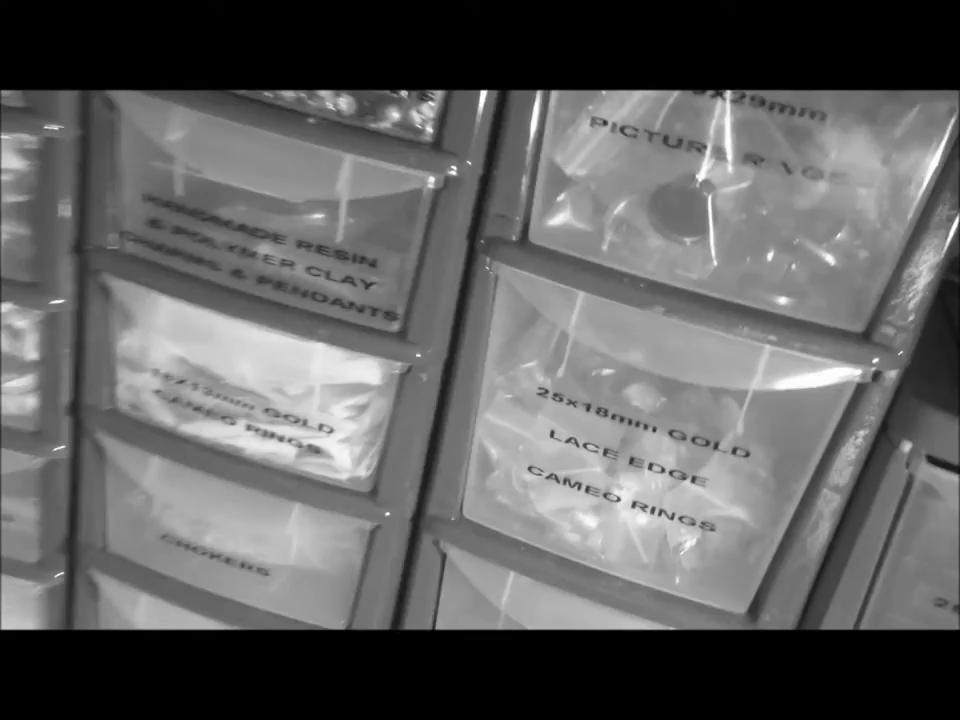 HANDMADE RESIN
& POLYMER CLAY
CHARMS & PENDANTS
GOLD
CAMEO RINGS
CHOKERS
PICTURE
25x18mm GOLD
LACE EDGE
CAMEO RINGS